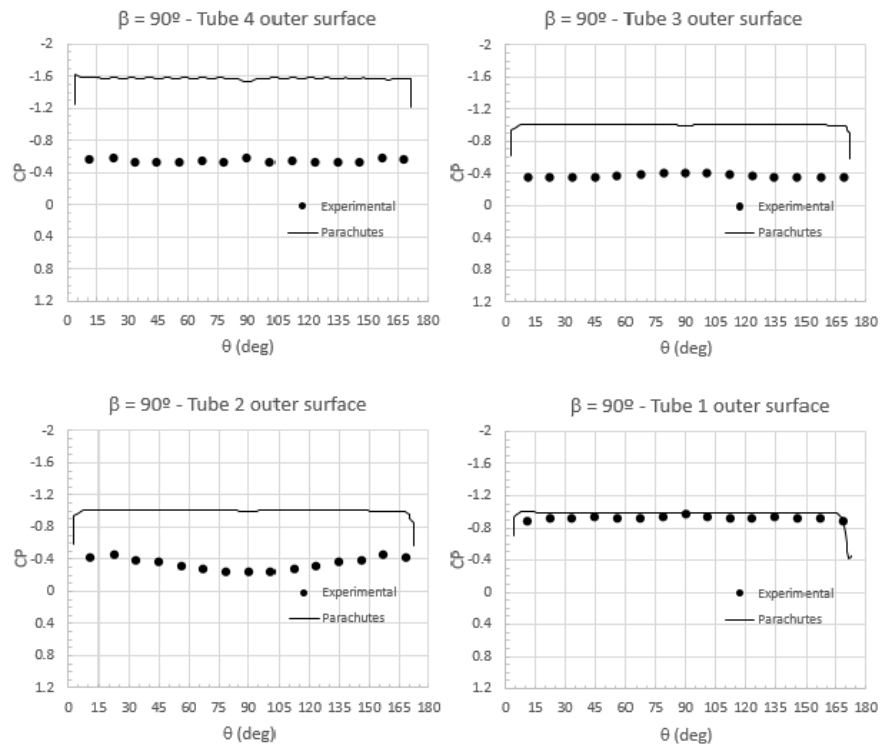 β = 90º - Tube 4 outer surface
-2
-1.6
-1.2
-0.8
-0.4
0
0.4
0.8
1.2
CP
Experimental
Parachutes
0 15 30 45 60 75 90 105 120 135 150 165 180
θ (deg)
β = 90º - Tube 3 outer surface
-2
-1.6
-1.2
-0.8
-0.4
0
0.4
0.8
1.2
CP
Experimental
Parachutes
0 15 30 45 60 75 90 105 120 135 150 165 180
θ (deg)
β = 90º - Tube 2 outer surface
-2
-1.6
-1.2
-0.8
-0.4
0
0.4
0.8
1.2
CP
Experimental
Parachutes
0 15 30 45 60 75 90 105 120 135 150 165 180
θ (deg)
β = 90º - Tube 1 outer surface
-2
-1.6
-1.2
-0.8
-0.4
0
0.4
0.8
1.2
CP
Experimental
Parachutes
0 15 30 45 60 75 90 105 120 135 150 165 180
θ (deg)